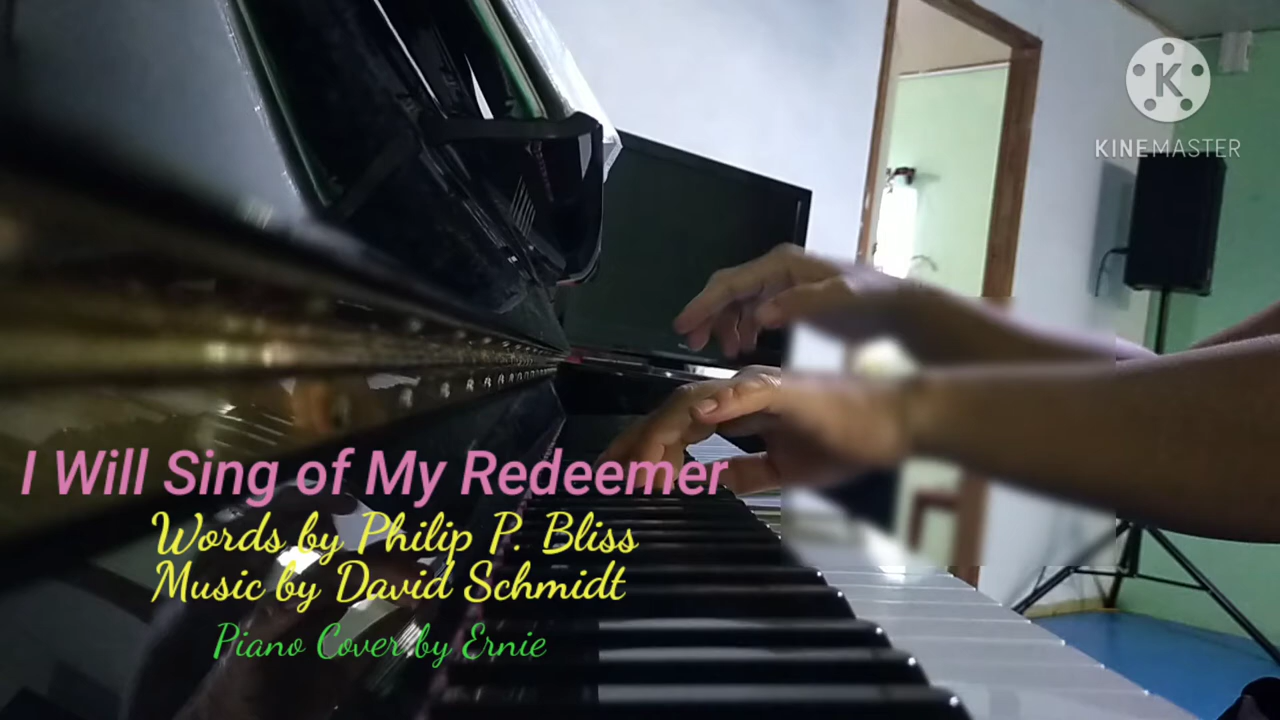 K
KINEMASTER
I Will Sing of My Redeemer
Words by Philip P. Bliss
Music by David Schmidt
Piano Cover by Ernie